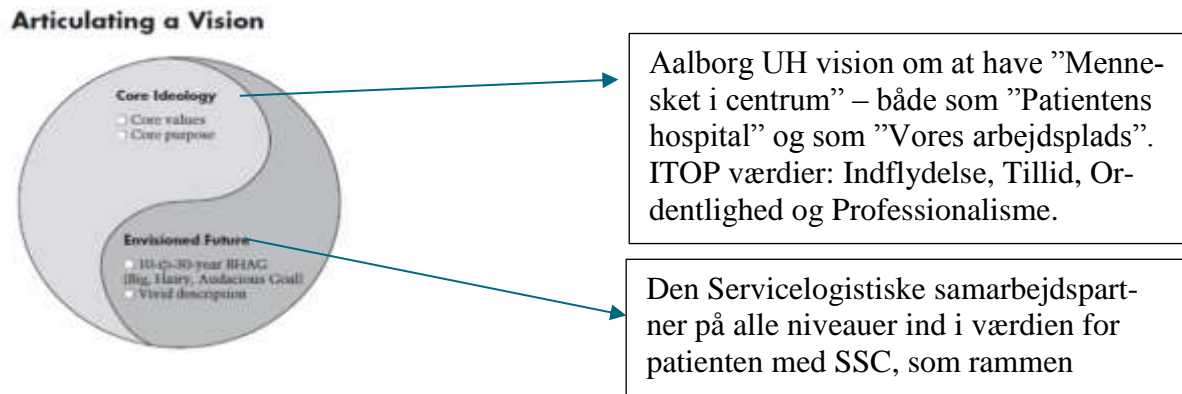 Articulating a Vision
Core Ideology
Core values
Core purpose
Envisioned Future
10-to-30-year BHAG
(Big, Hairy, Audacious Goal)
Vivid description
Aalborg UH vision om at have ”Menne-
sket i centrum” – både som ”Patientens
hospital” og som ”Vores arbejdsplads”.
ITOP værdier: Indflydelse, Tillid, Or-
dentlighed og Professionalisme.
Den Servicelogistiske samarbejdspart-
ner på alle niveauer ind i værdien for
patienten med SSC, som rammen